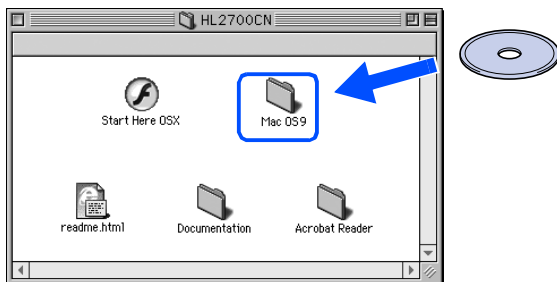 HL2700CN
Start Here OSX
Mac OS9
readme.html
Documentation
Acrobat Reader